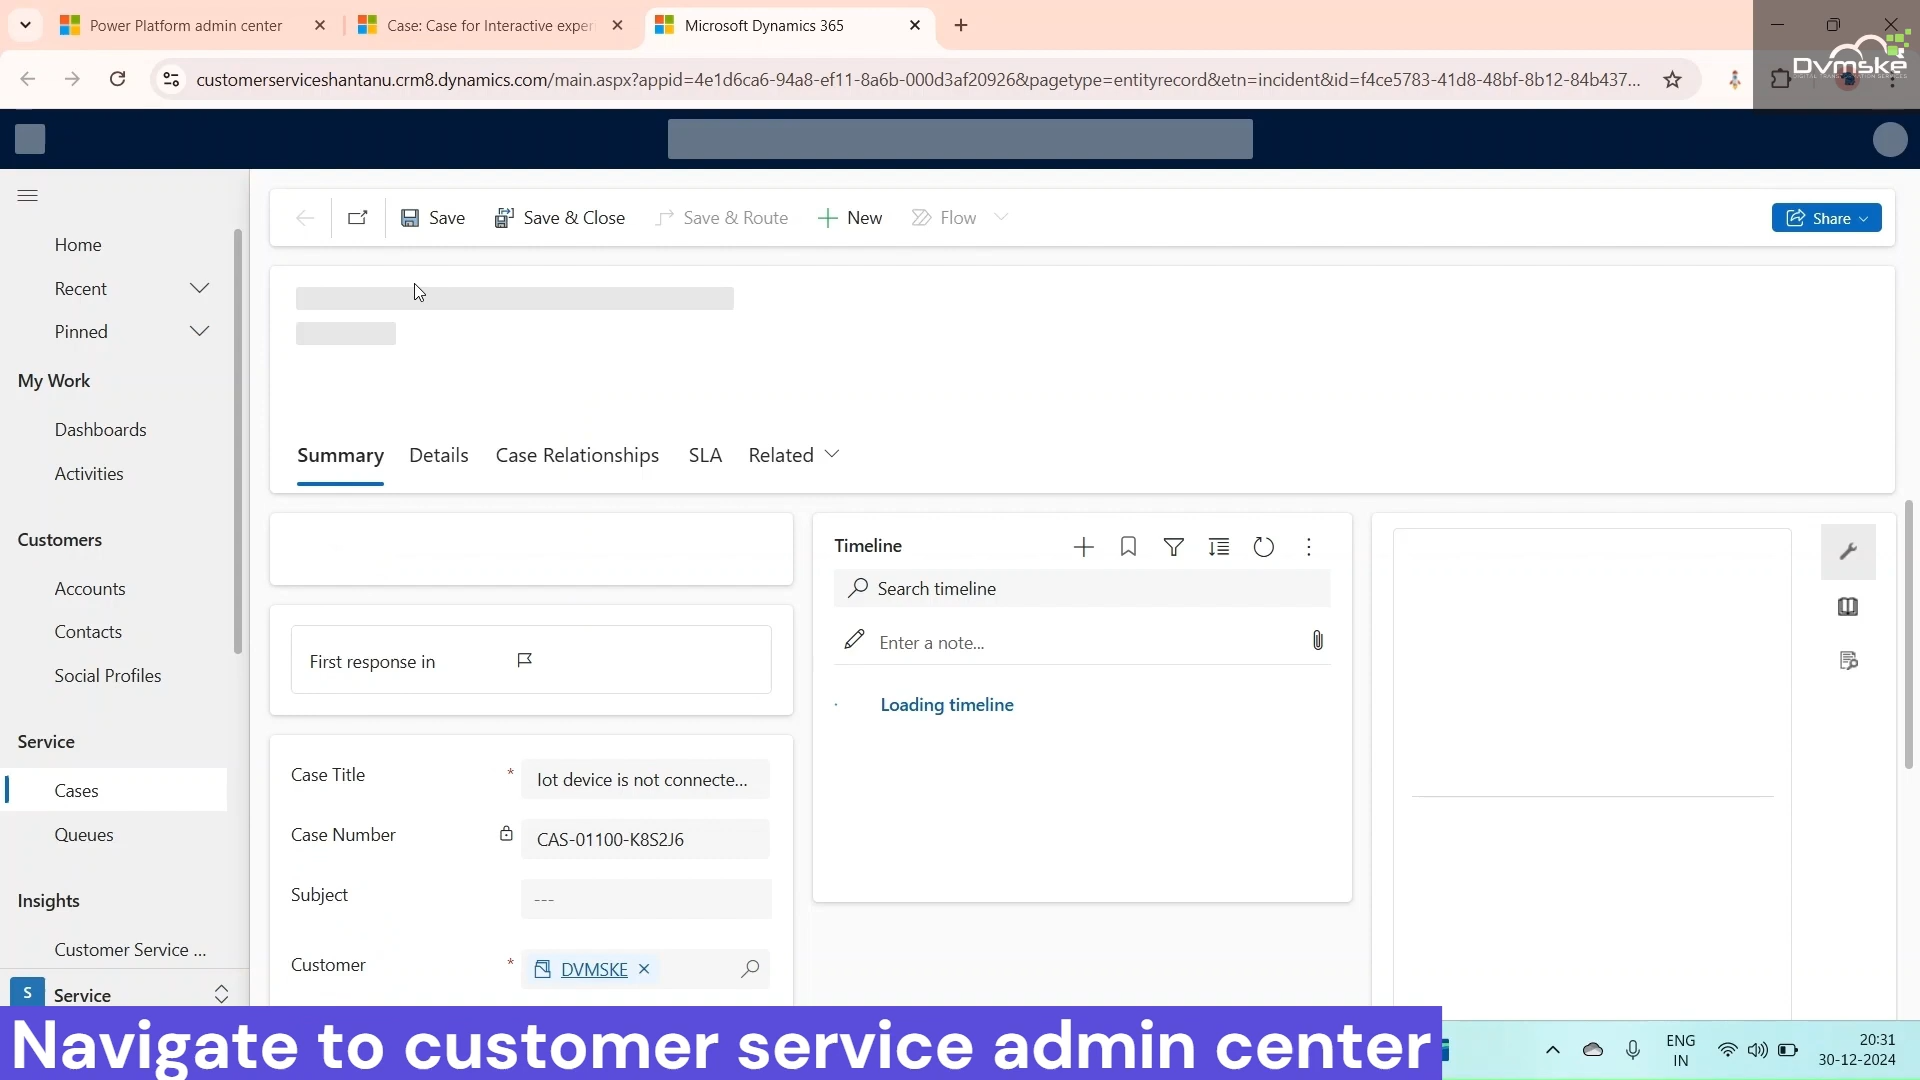 Power Platform admin center
Case: Case for Interactive exper
Microsoft Dynamics 365
customerserviceshantanu.crm8.dynamics.com/main.aspx?appid=4e1d6ca6-94a8-ef11-8a6b-000d3af20926&pagetype=entityrecord&etn=incident&id=f4ce5783-41d8-48bf-8b12-84b437...
DVMSKE
Save
Save & Close
Save & Route
New
Flow
Share
Home
Recent
Pinned
My Work
Dashboards
Activities
Customers
Accounts
Contacts
Social Profiles
Service
Cases
Queues
Insights
Customer Service ...
S Service
Summary Details Case Relationships SLA Related
First response in
Case Title * Iot device is not connecte...
Case Number CAS-01100-K8S2J6
Subject ---
Customer * DVMSKE
Timeline
Search timeline
Enter a note...
Loading timeline
Navigate to customer service admin center
ENG
IN
20:31
30-12-2024